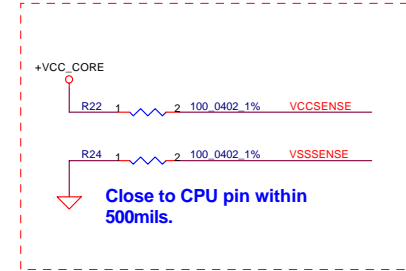 +VCC_CORE
R22 1 2 100_0402_1% VCCSENSE
R24 1 2 100_0402_1% VSSSENSE
Close to CPU pin within
500mils.